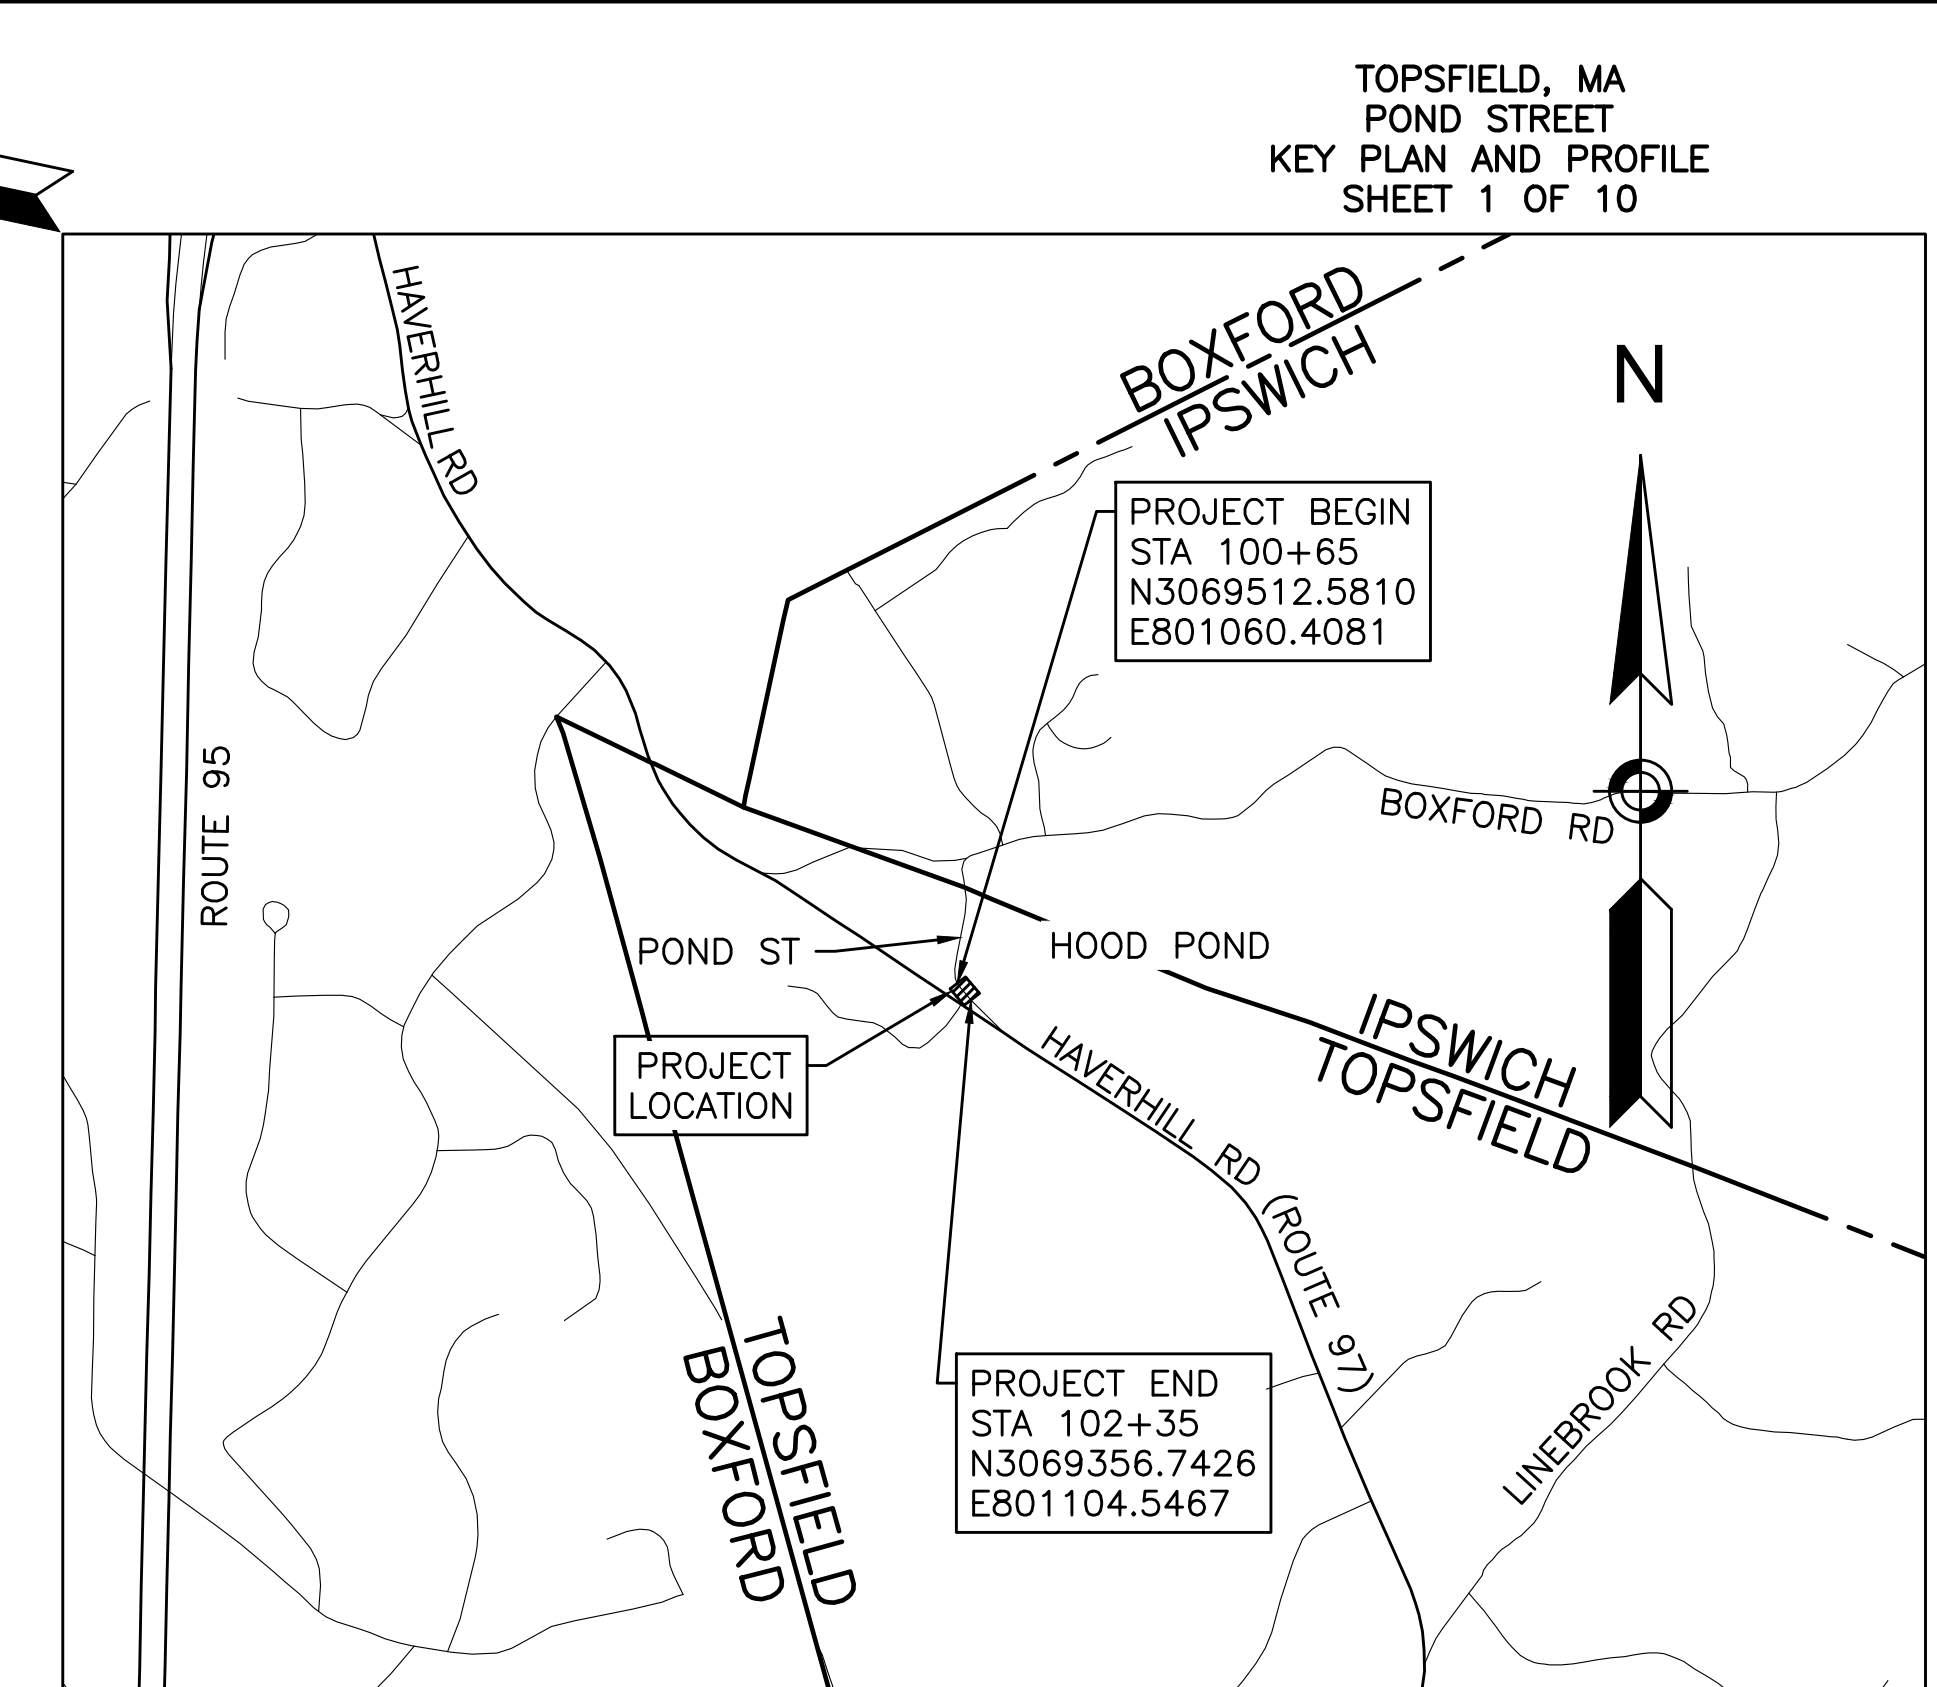 TOPSFIELD, MA
POND STREET
KEY PLAN AND PROFILE
SHEET 1 OF 10
HAVERHILL RD
BOXFORD
IPSWICH
N
PROJECT BEGIN
STA 100+65
N3069512.5810
E801060.4081
ROUTE 95
BOXFORD RD
POND ST
HOOD POND
IPSWICH
TOPSFIELD
PROJECT
LOCATION
HAVERHILL RD (ROUTE 97)
LINEBROOK RD
TOPSFIELD
BOXFORD
PROJECT END
STA 102+35
N3069356.7426
E801104.5467